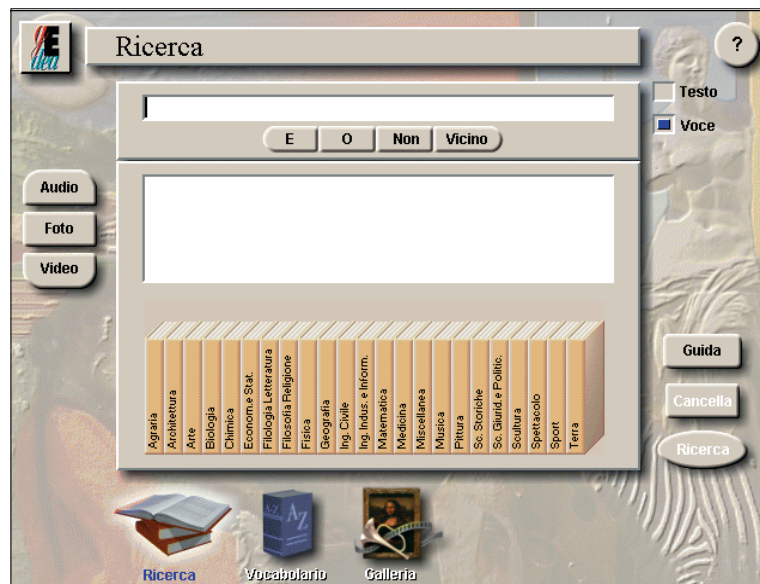 dea
Ricerca
?
Testo
Voce
E O Non Vicino
Audio
Foto
Video
Agraria
Architettura
Arte
Biologia
Chimica
Econom.e Stat.
Filologia Letteratura
Filosofia Religione
Fisica
Geografia
Ing. Civile
Ing. Indus. e Inform.
Matematica
Medicina
Miscellanea
Musica
Pittura
Sc. Storiche
Sc. Giurid.e Politic.
Scultura
Spettacolo
Sport
Terra
Guida
Cancella
Ricerca
A-Z
AZ
Ricerca
Vocabolario
Galleria